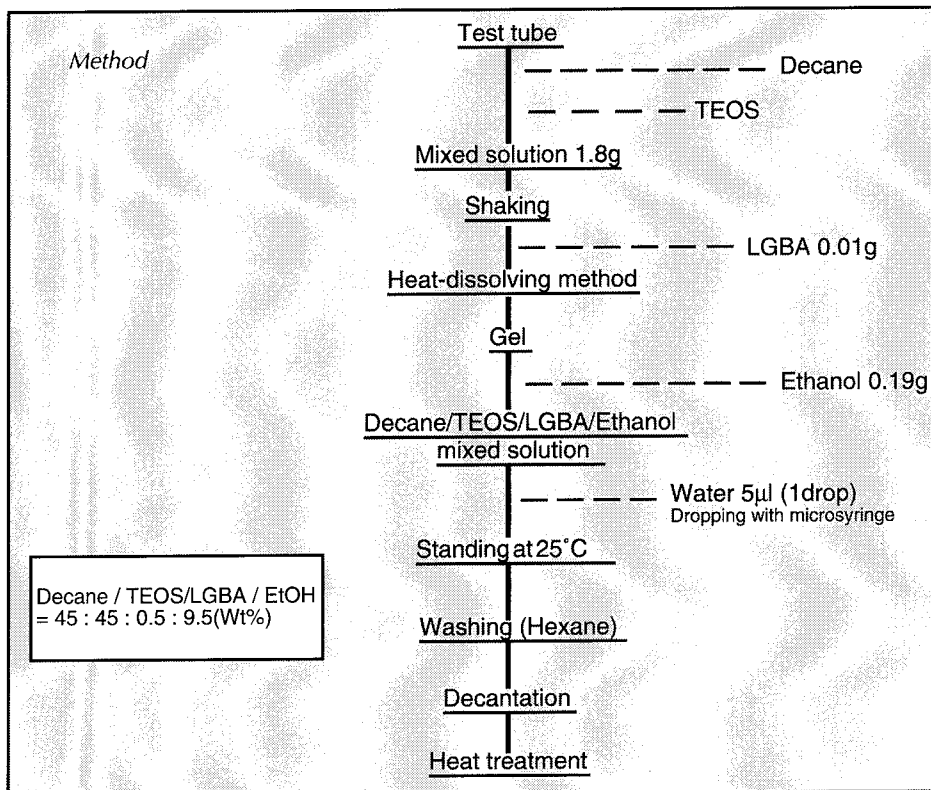 Method
Test tube
Decane
TEOS
Mixed solution 1.8g
Shaking
LGBA 0.01g
Heat-dissolving method
Gel
Ethanol 0.19g
Decane/TEOS/LGBA/Ethanol
mixed solution
Water 5µl (1drop)
Dropping with microsyringe
Standing at 25°C
Decane / TEOS/LGBA / EtOH
= 45 : 45 : 0.5 : 9.5(Wt%)
Washing (Hexane)
Decantation
Heat treatment